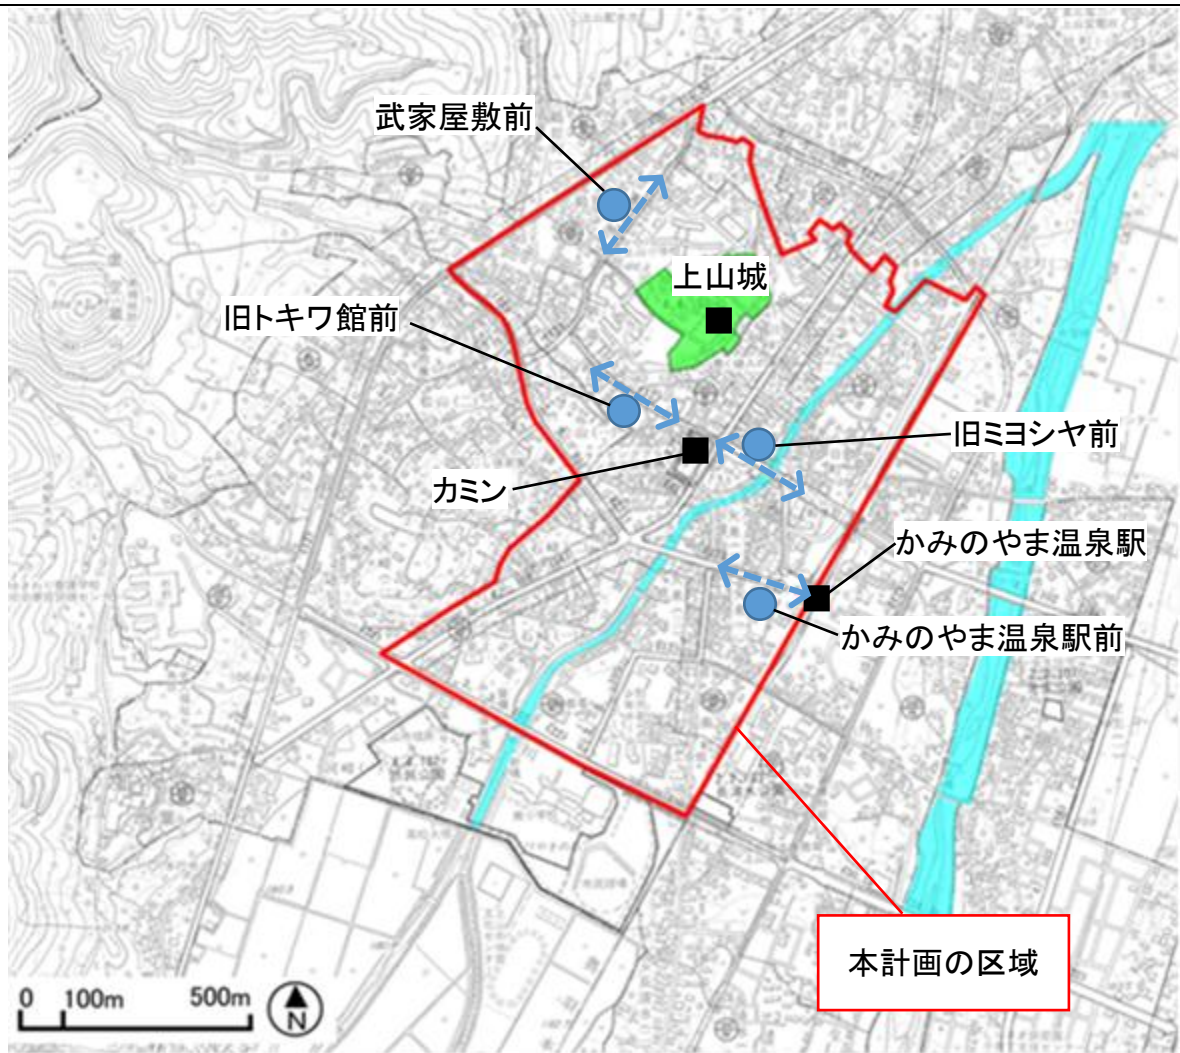 武家屋敷前
上山城
旧トキワ館前
旧ミヨシヤ前
カミン
かみのやま温泉駅
かみのやま温泉駅前
本計画の区域
0 100m 500m
N